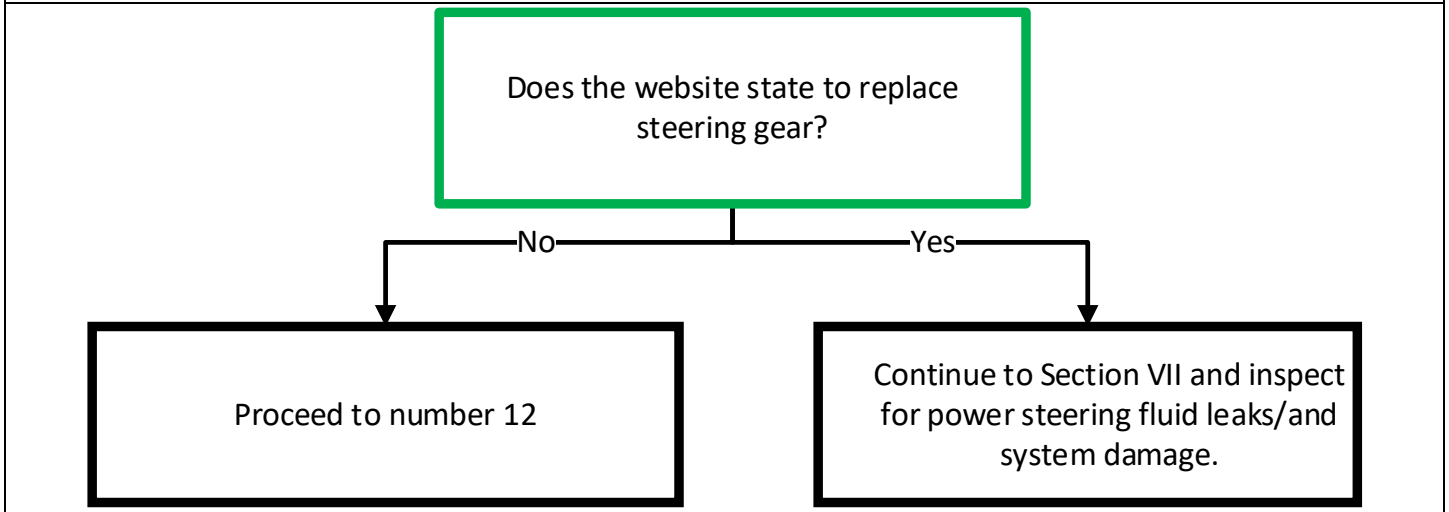 Does the website state to replace
steering gear?
No
Yes
Proceed to number 12
Continue to Section VII and inspect
for power steering fluid leaks/and
system damage.